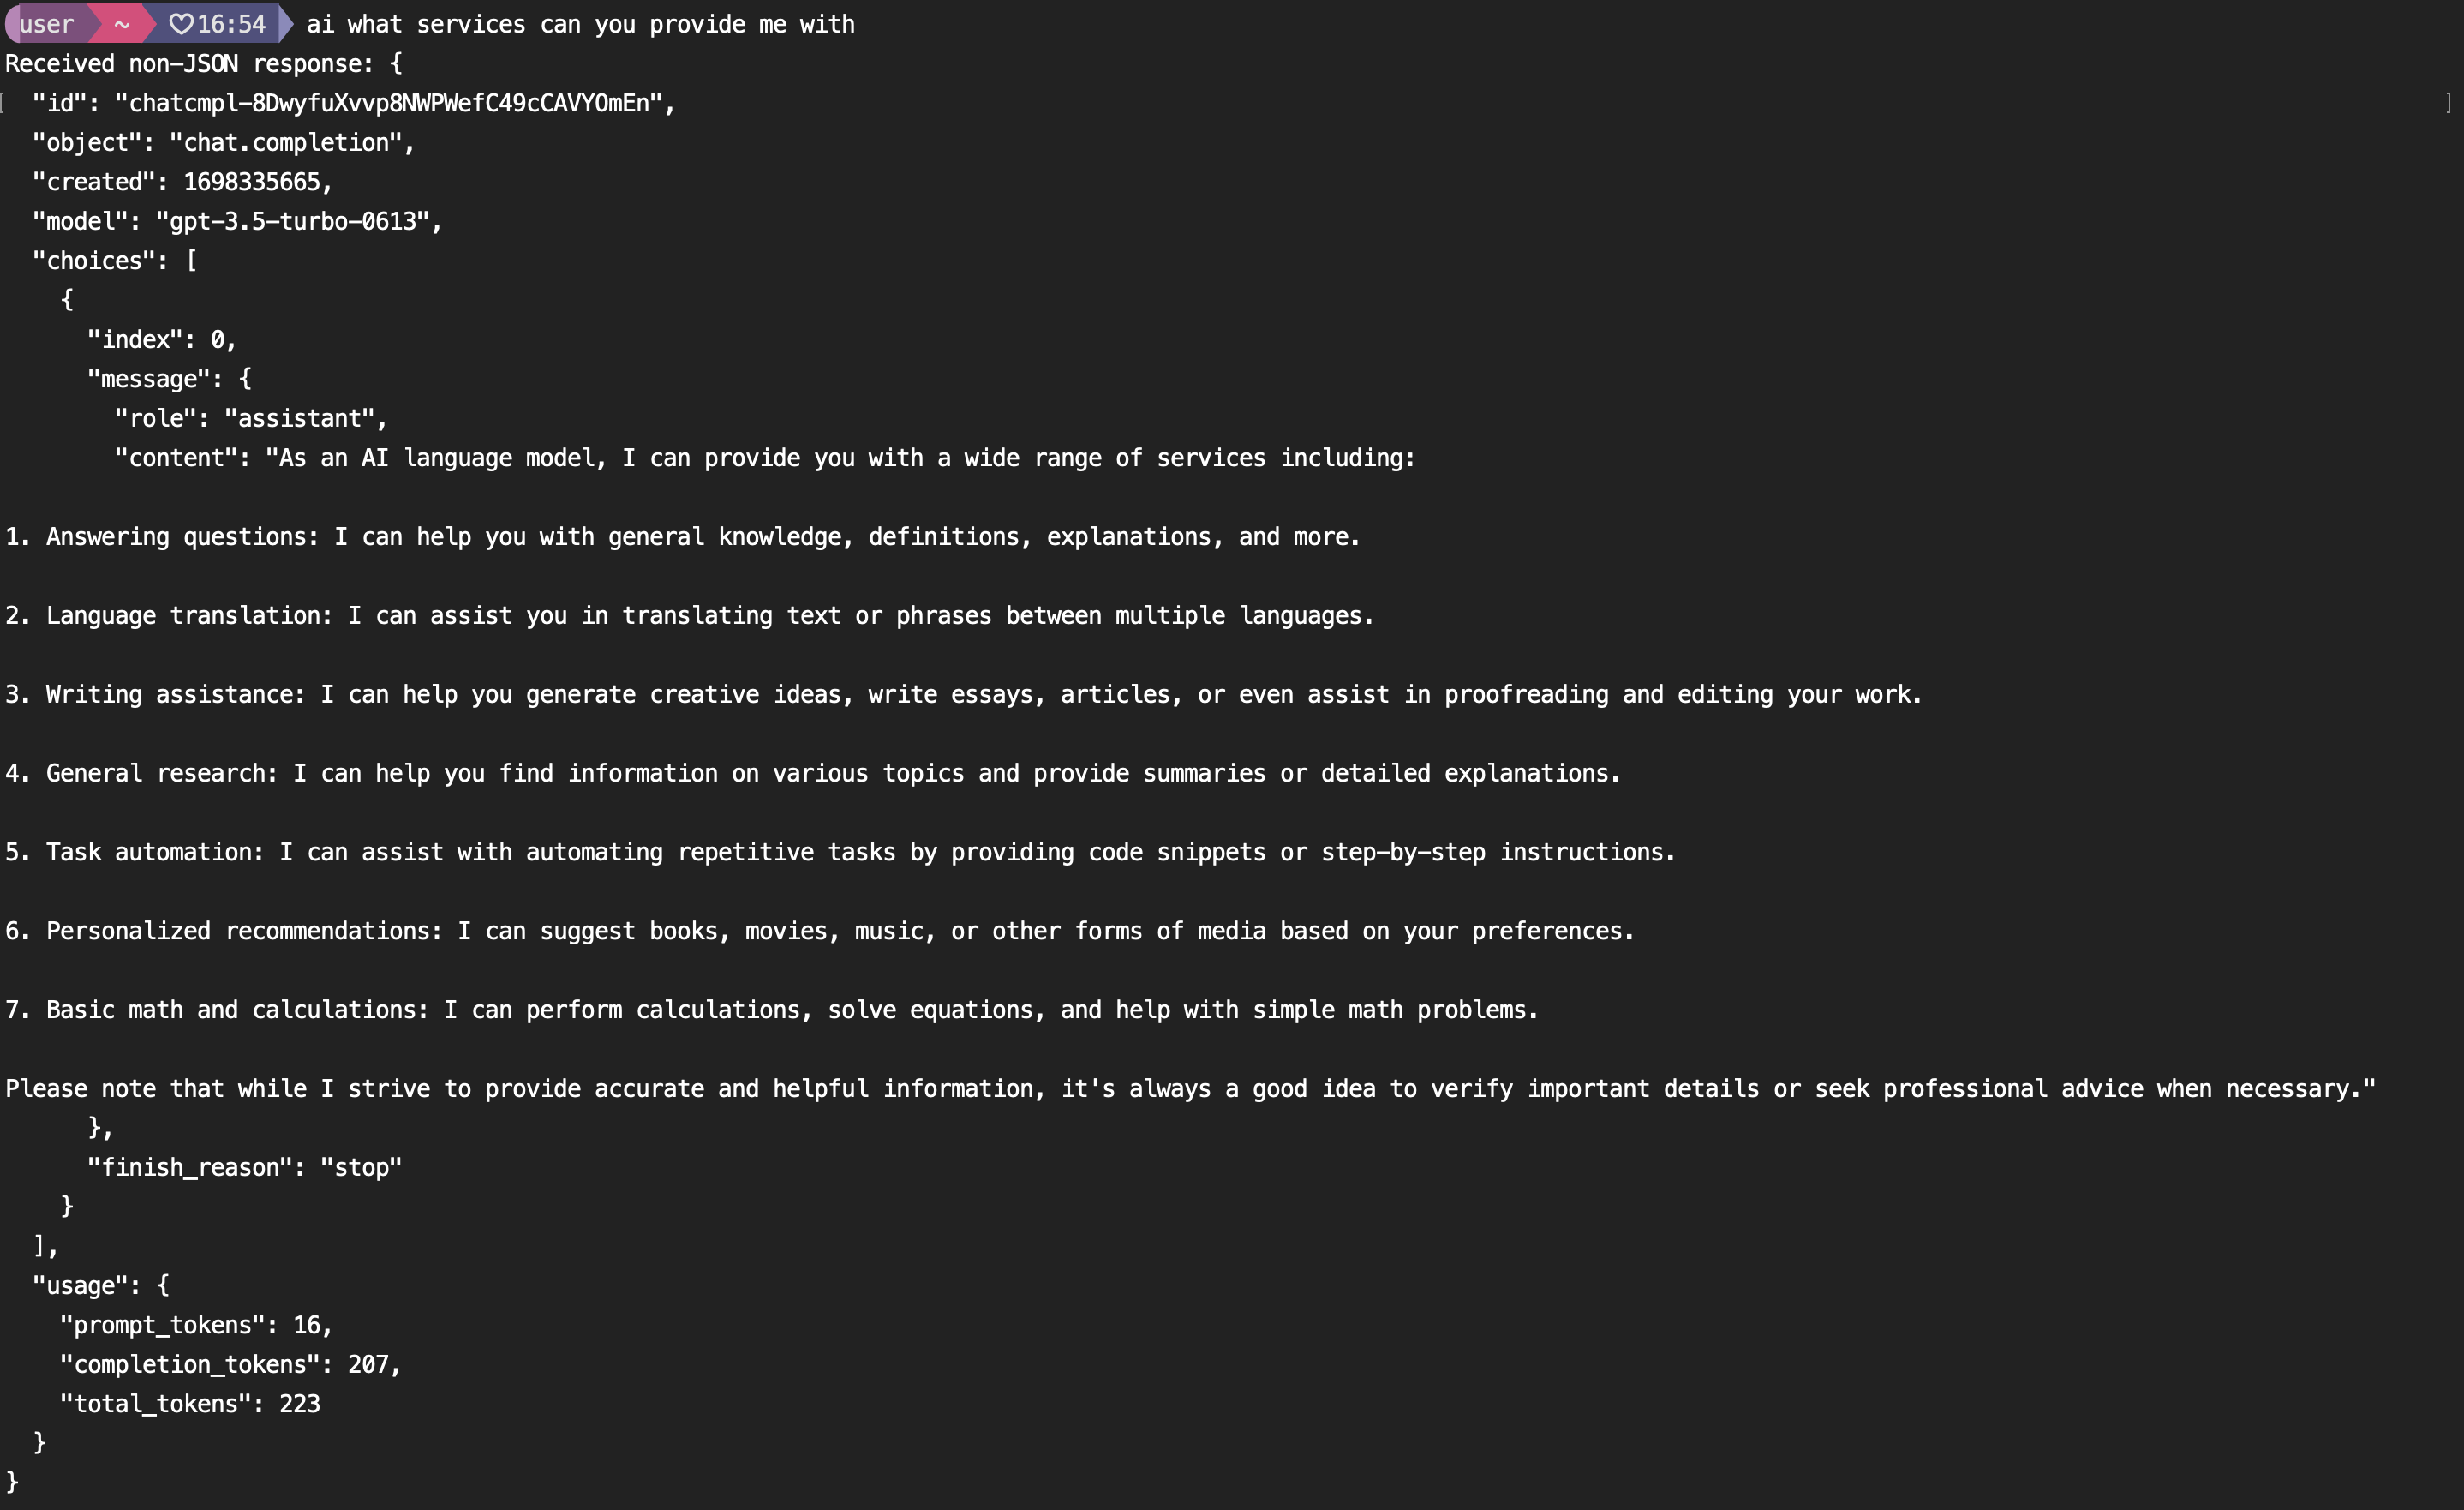 user ~ ♡16:54 ai what services can you provide me with
Received non-JSON response: {
[ "id": "chatcmpl-8DwyfuXvvp8NWPWefC49cCAVYOmEn", ]
"object": "chat.completion",
"created": 1698335665,
"model": "gpt-3.5-turbo-0613",
"choices": [
{
"index": 0,
"message": {
"role": "assistant",
"content": "As an AI language model, I can provide you with a wide range of services including:
1. Answering questions: I can help you with general knowledge, definitions, explanations, and more.
2. Language translation: I can assist you in translating text or phrases between multiple languages.
3. Writing assistance: I can help you generate creative ideas, write essays, articles, or even assist in proofreading and editing your work.
4. General research: I can help you find information on various topics and provide summaries or detailed explanations.
5. Task automation: I can assist with automating repetitive tasks by providing code snippets or step-by-step instructions.
6. Personalized recommendations: I can suggest books, movies, music, or other forms of media based on your preferences.
7. Basic math and calculations: I can perform calculations, solve equations, and help with simple math problems.
Please note that while I strive to provide accurate and helpful information, it's always a good idea to verify important details or seek professional advice when necessary."
},
"finish_reason": "stop"
}
],
"usage": {
"prompt_tokens": 16,
"completion_tokens": 207,
"total_tokens": 223
}
}